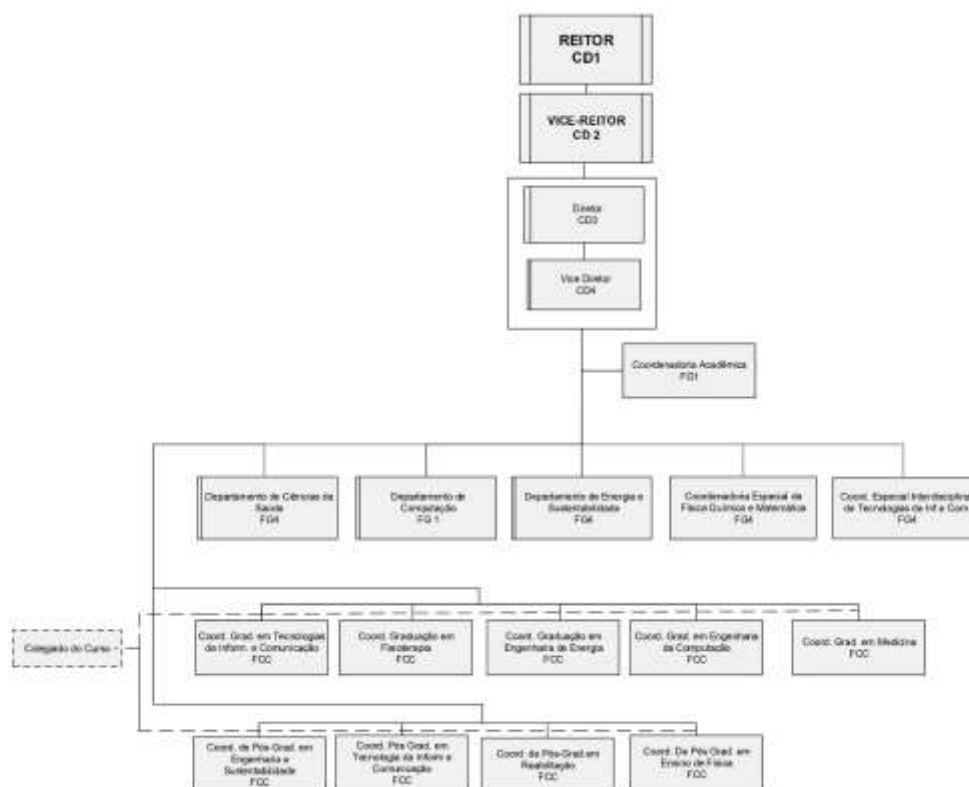 REITOR
CD1
VICE-REITOR
CD 2
Diretor
CD3
Vice Diretor
CD4
Coordenadoria Acadêmica
FG1
Departamento de Ciências da
Saúde
FG4
Departamento de
Computação
FG 1
Departamento de Energia e
Sustentabilidade
FG4
Coordenadoria Especial de
Física Química e Matemática
FG4
Coord. Especial Interdisciplina
de Tecnologias de Inf e Com
FG4
Colegiado do Curso
Coord. Grad. em Tecnologias
da Inform. e Comunicação
FCC
Coord. Graduação em
Fisioterapia
FCC
Coord. Graduação em
Engenharia de Energia
FCC
Coord. Grad. em Engenharia
da Computação
FCC
Coord. Grad. em Medicina
FCC
Coord. de Pós-Grad. em
Engenharia e
Sustentabilidade
FCC
Coord. Pós Grad. em
Tecnologia da Inform e
Comunicação
FCC
Coord. de Pós-Grad.em
Reabilitação
FCC
Coord. De Pós Grad. em
Ensino de Física
FCC